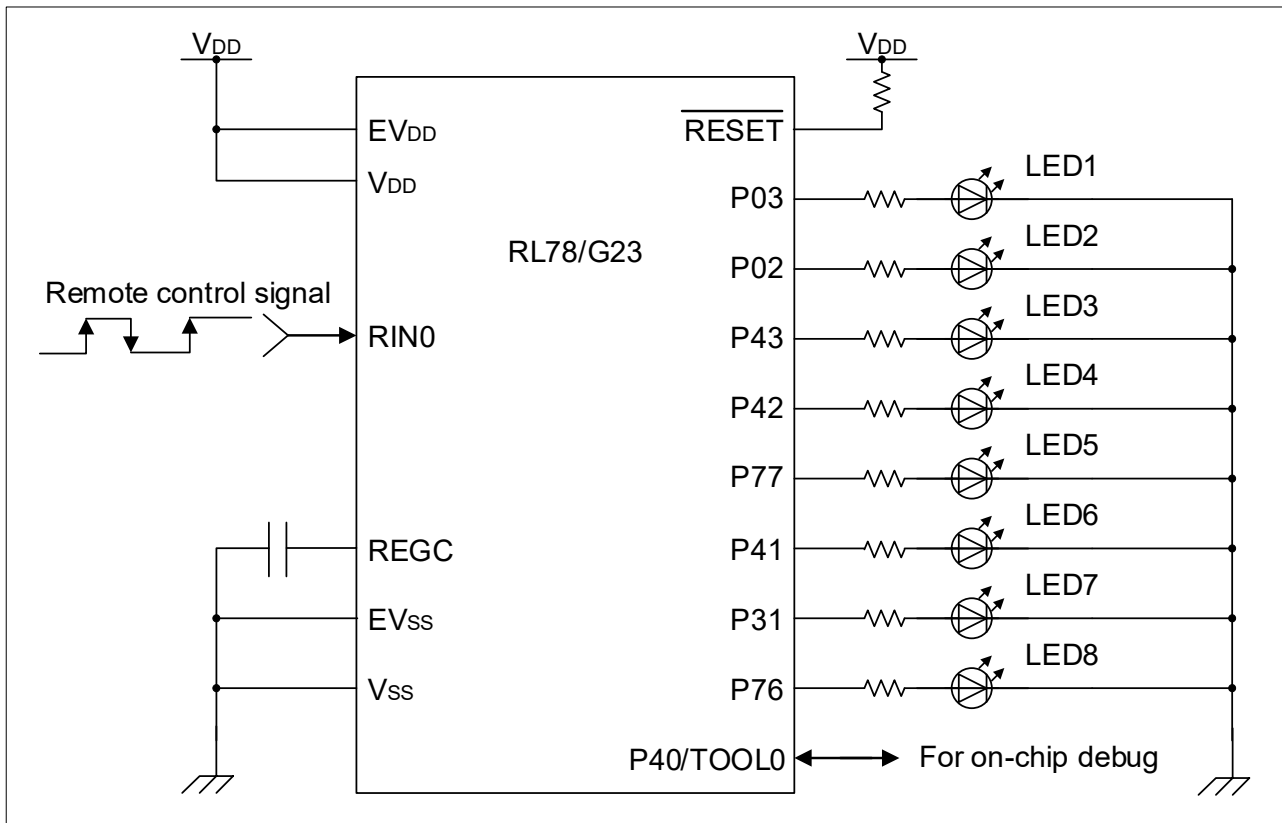 VDD
VDD
EVDD
VDD
RESET
RL78/G23
Remote control signal
RIN0
REGC
EVSS
VSS
P03
LED1
P02
LED2
P43
LED3
P42
LED4
P77
LED5
P41
LED6
P31
LED7
P76
LED8
P40/TOOL0
For on-chip debug